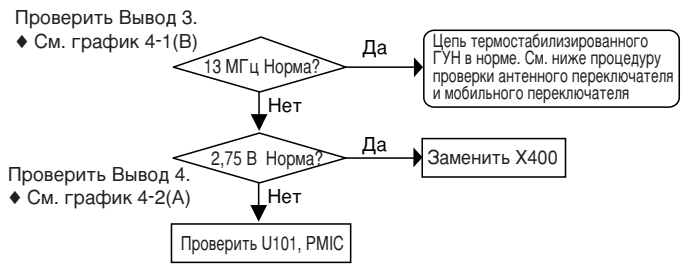 Проверить Вывод 3.
♦ См. график 4-1(B)
13 МГц Норма?
Да
Цепь термостабилизированного
ГУН в норме. См. ниже процедуру
проверки антенного переключателя
и мобильного переключателя
Нет
Проверить Вывод 4.
♦ См. график 4-2(A)
2,75 В Норма?
Да
Заменить X400
Нет
Проверить U101, PMIC